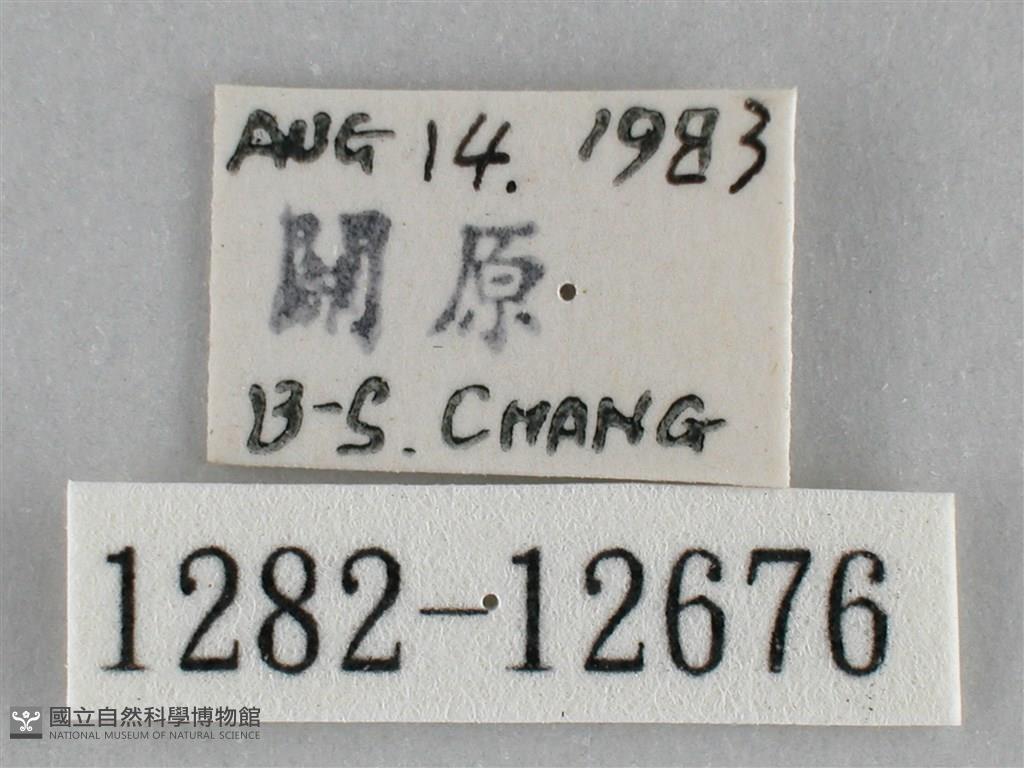 AUG 14. 1983
開原
B-S. CHANG
1282-12676
國立自然科學博物館
NATIONAL MUSEUM OF NATURAL SCIENCE